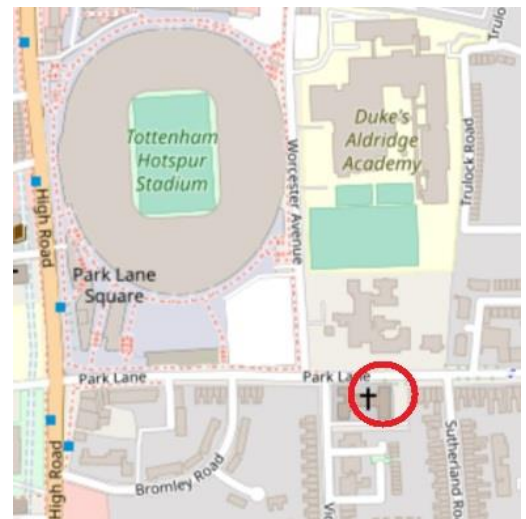 Tottenham
Hotspur
Stadium
Duke's
Aldridge
Academy
Worcester Avenue
Trulock Road
High Road
Park Lane
Square
Park Lane
Park Lane
Bromley Road
Sutherland Road
High Road